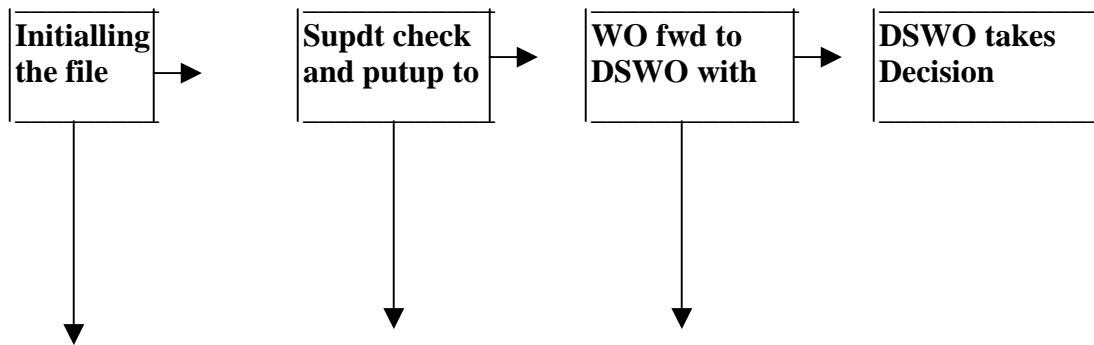 Initialling
the file
Supdt check
and putup to
WO fwd to
DSWO with
DSWO takes
Decision